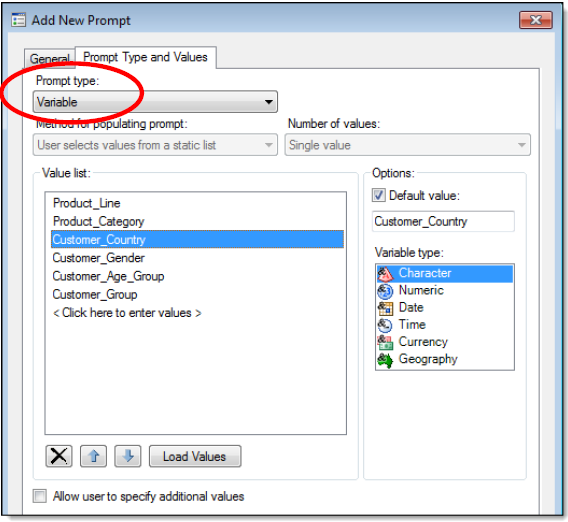 Add New Prompt
General
Prompt Type and Values
Prompt type:
Variable
Method for populating prompt:
Number of values:
User selects values from a static list
Single value
Value list:
Product_Line
Product_Category
Customer_Country
Customer_Gender
Customer_Age_Group
Customer_Group
< Click here to enter values >
Load Values
Options:
Default value:
Customer_Country
Variable type:
Character
Numeric
Date
Time
Currency
Geography
Allow user to specify additional values